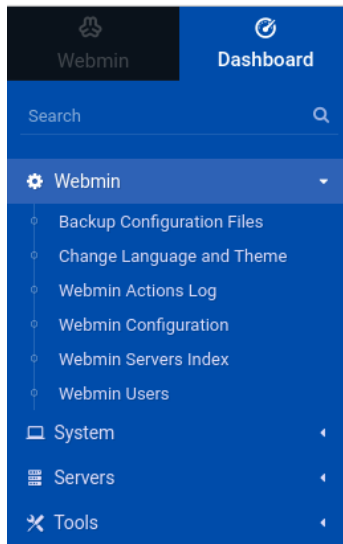 Webmin
Dashboard
Search
Webmin
Backup Configuration Files
Change Language and Theme
Webmin Actions Log
Webmin Configuration
Webmin Servers Index
Webmin Users
System
Servers
Tools